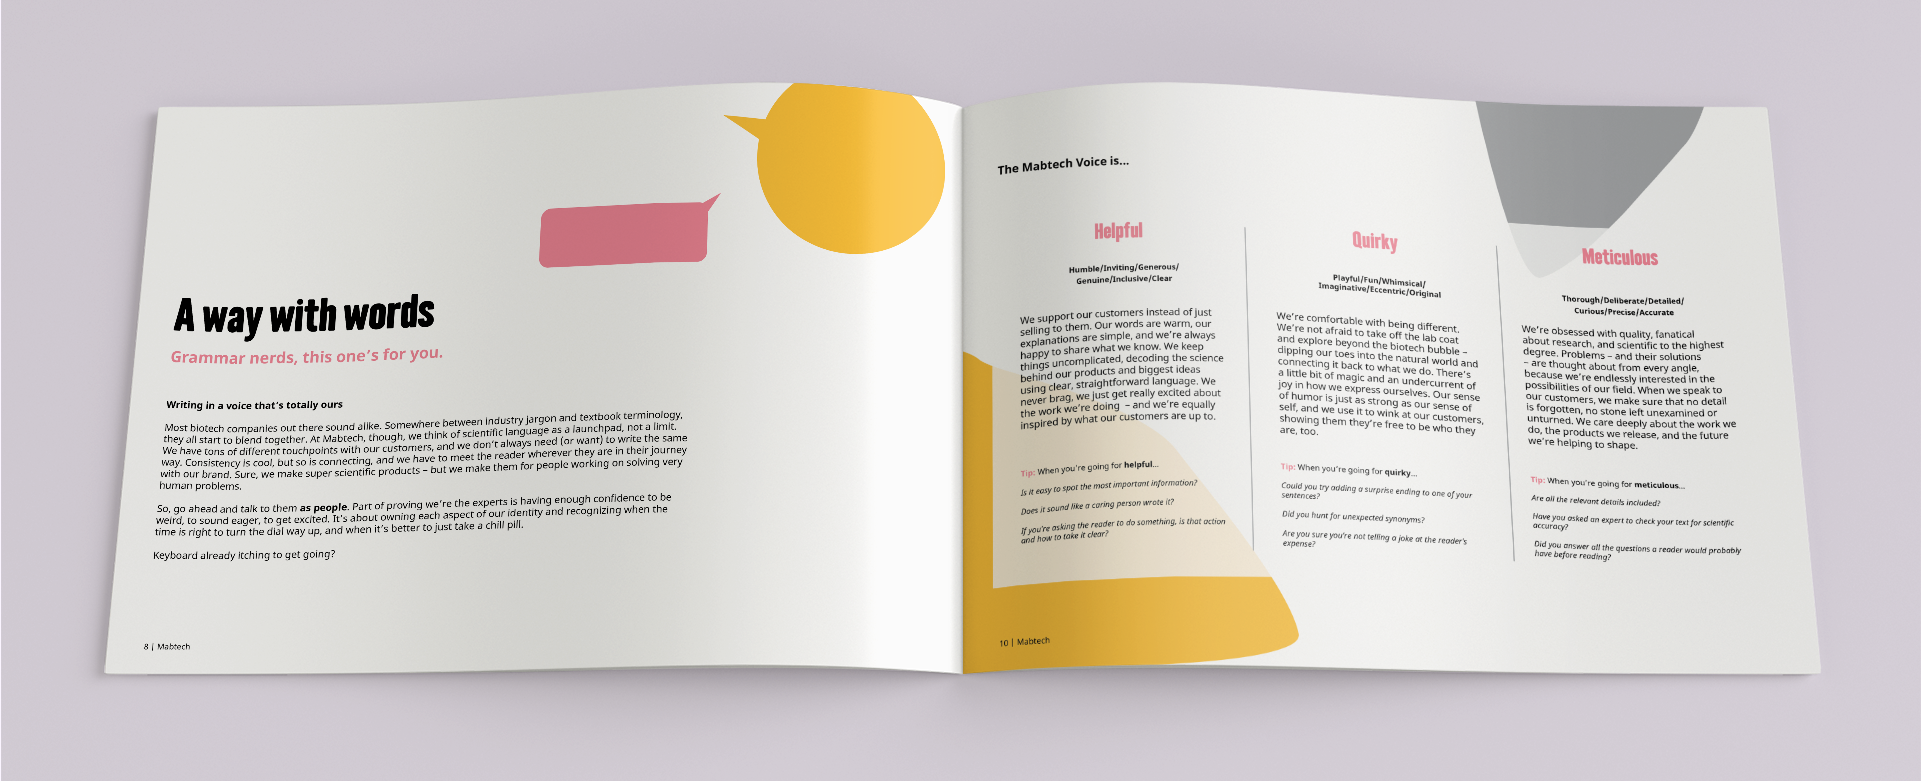 A way with words
Grammar nerds, this one's for you.
Writing in a voice that's totally ours
Most biotech companies out there sound alike. Somewhere between industry jargon and textbook terminology,
they all start to blend together. At Mabtech, though, we think of scientific language as a launchpad, not a limit.
We have tons of different touchpoints with our customers, and we don't always need (or want) to write the same
way. Consistency is cool, but so is connecting, and we have to meet the reader wherever they are in their journey
with our brand. Sure, we make super scientific products – but we make them for people working on solving very
human problems.
So, go ahead and talk to them as people. Part of proving we're the experts is having enough confidence to be
weird, to sound eager, to get excited. It's about owning each aspect of our identity and recognizing when the
time is right to turn the dial way up, and when it's better to just take a chill pill.
Keyboard already itching to get going?
8 | Mabtech
The Mabtech Voice is...
Helpful
Humble/Inviting/Generous/
Genuine/Inclusive/Clear
We support our customers instead of just
selling to them. Our words are warm, our
explanations are simple, and we're always
happy to share what we know. We keep
things uncomplicated, decoding the science
behind our products and biggest ideas
using clear, straightforward language. We
never brag, we just get really excited about
the work we're doing – and we're equally
inspired by what our customers are up to.
Tip: When you're going for helpful...
Is it easy to spot the most important information?
Does it sound like a caring person wrote it?
If you're asking the reader to do something, is that action
and how to take it clear?
Quirky
Playful/Fun/Whimsical/
Imaginative/Eccentric/Original
We're comfortable with being different.
We're not afraid to take off the lab coat
and explore beyond the biotech bubble –
dipping our toes into the natural world and
connecting it back to what we do. There's
a little bit of magic and an undercurrent of
joy in how we express ourselves. Our sense
of humor is just as strong as our sense of
self, and we use it to wink at our customers,
showing them they're free to be who they
are, too.
Tip: When you're going for quirky...
Could you try adding a surprise ending to one of your
sentences?
Did you hunt for unexpected synonyms?
Are you sure you're not telling a joke at the reader's
expense?
Meticulous
Thorough/Deliberate/Detailed/
Curious/Precise/Accurate
We're obsessed with quality, fanatical
about research, and scientific to the highest
degree. Problems – and their solutions
– are thought about from every angle,
because we're endlessly interested in the
possibilities of our field. When we speak to
our customers, we make sure that no detail
is forgotten, no stone left unexamined or
unturned. We care deeply about the work we
do, the products we release, and the future
we're helping to shape.
Tip: When you're going for meticulous...
Are all the relevant details included?
Have you asked an expert to check your text for scientific
accuracy?
Did you answer all the questions a reader would probably
have before reading?
10 | Mabtech